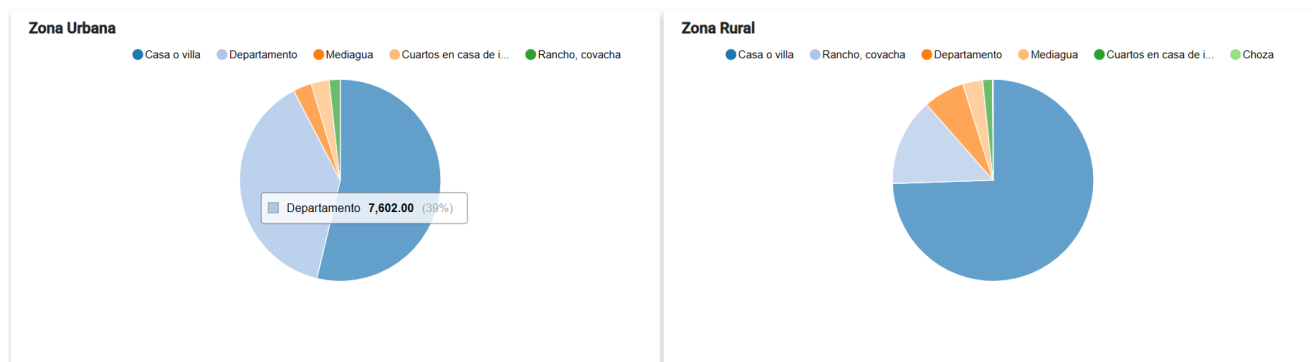 Zona Urbana
Casa o villa Departamento Mediagua Cuartos en casa de i... Rancho, covacha
Departamento 7,602.00 (39%)
Zona Rural
Casa o villa Rancho, covacha Departamento Mediagua Cuartos en casa de i... Choza